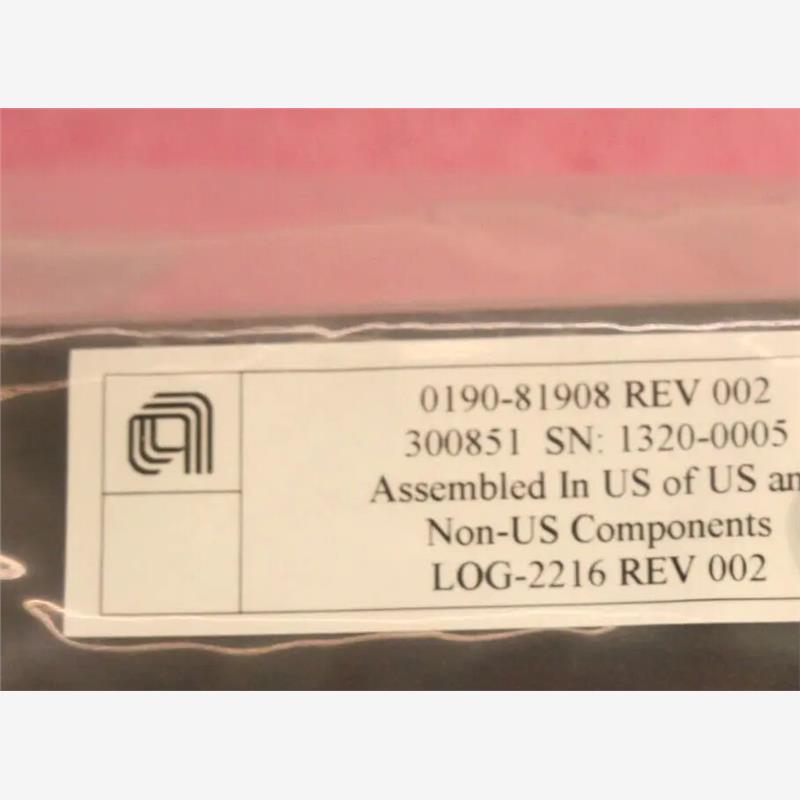 0190-81908 REV 002
300851 SN: 1320-0005
Assembled In US of US an
Non-US Components
LOG-2216 REV 002